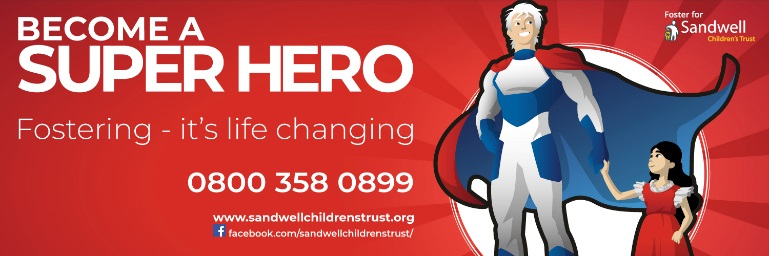 BECOME A
SUPER HERO
Fostering - it's life changing
0800 358 0899
www.sandwellchildrenstrust.org
facebook.com/sandwellchildrenstrust/
Foster for
Sandwell
Children's Trust